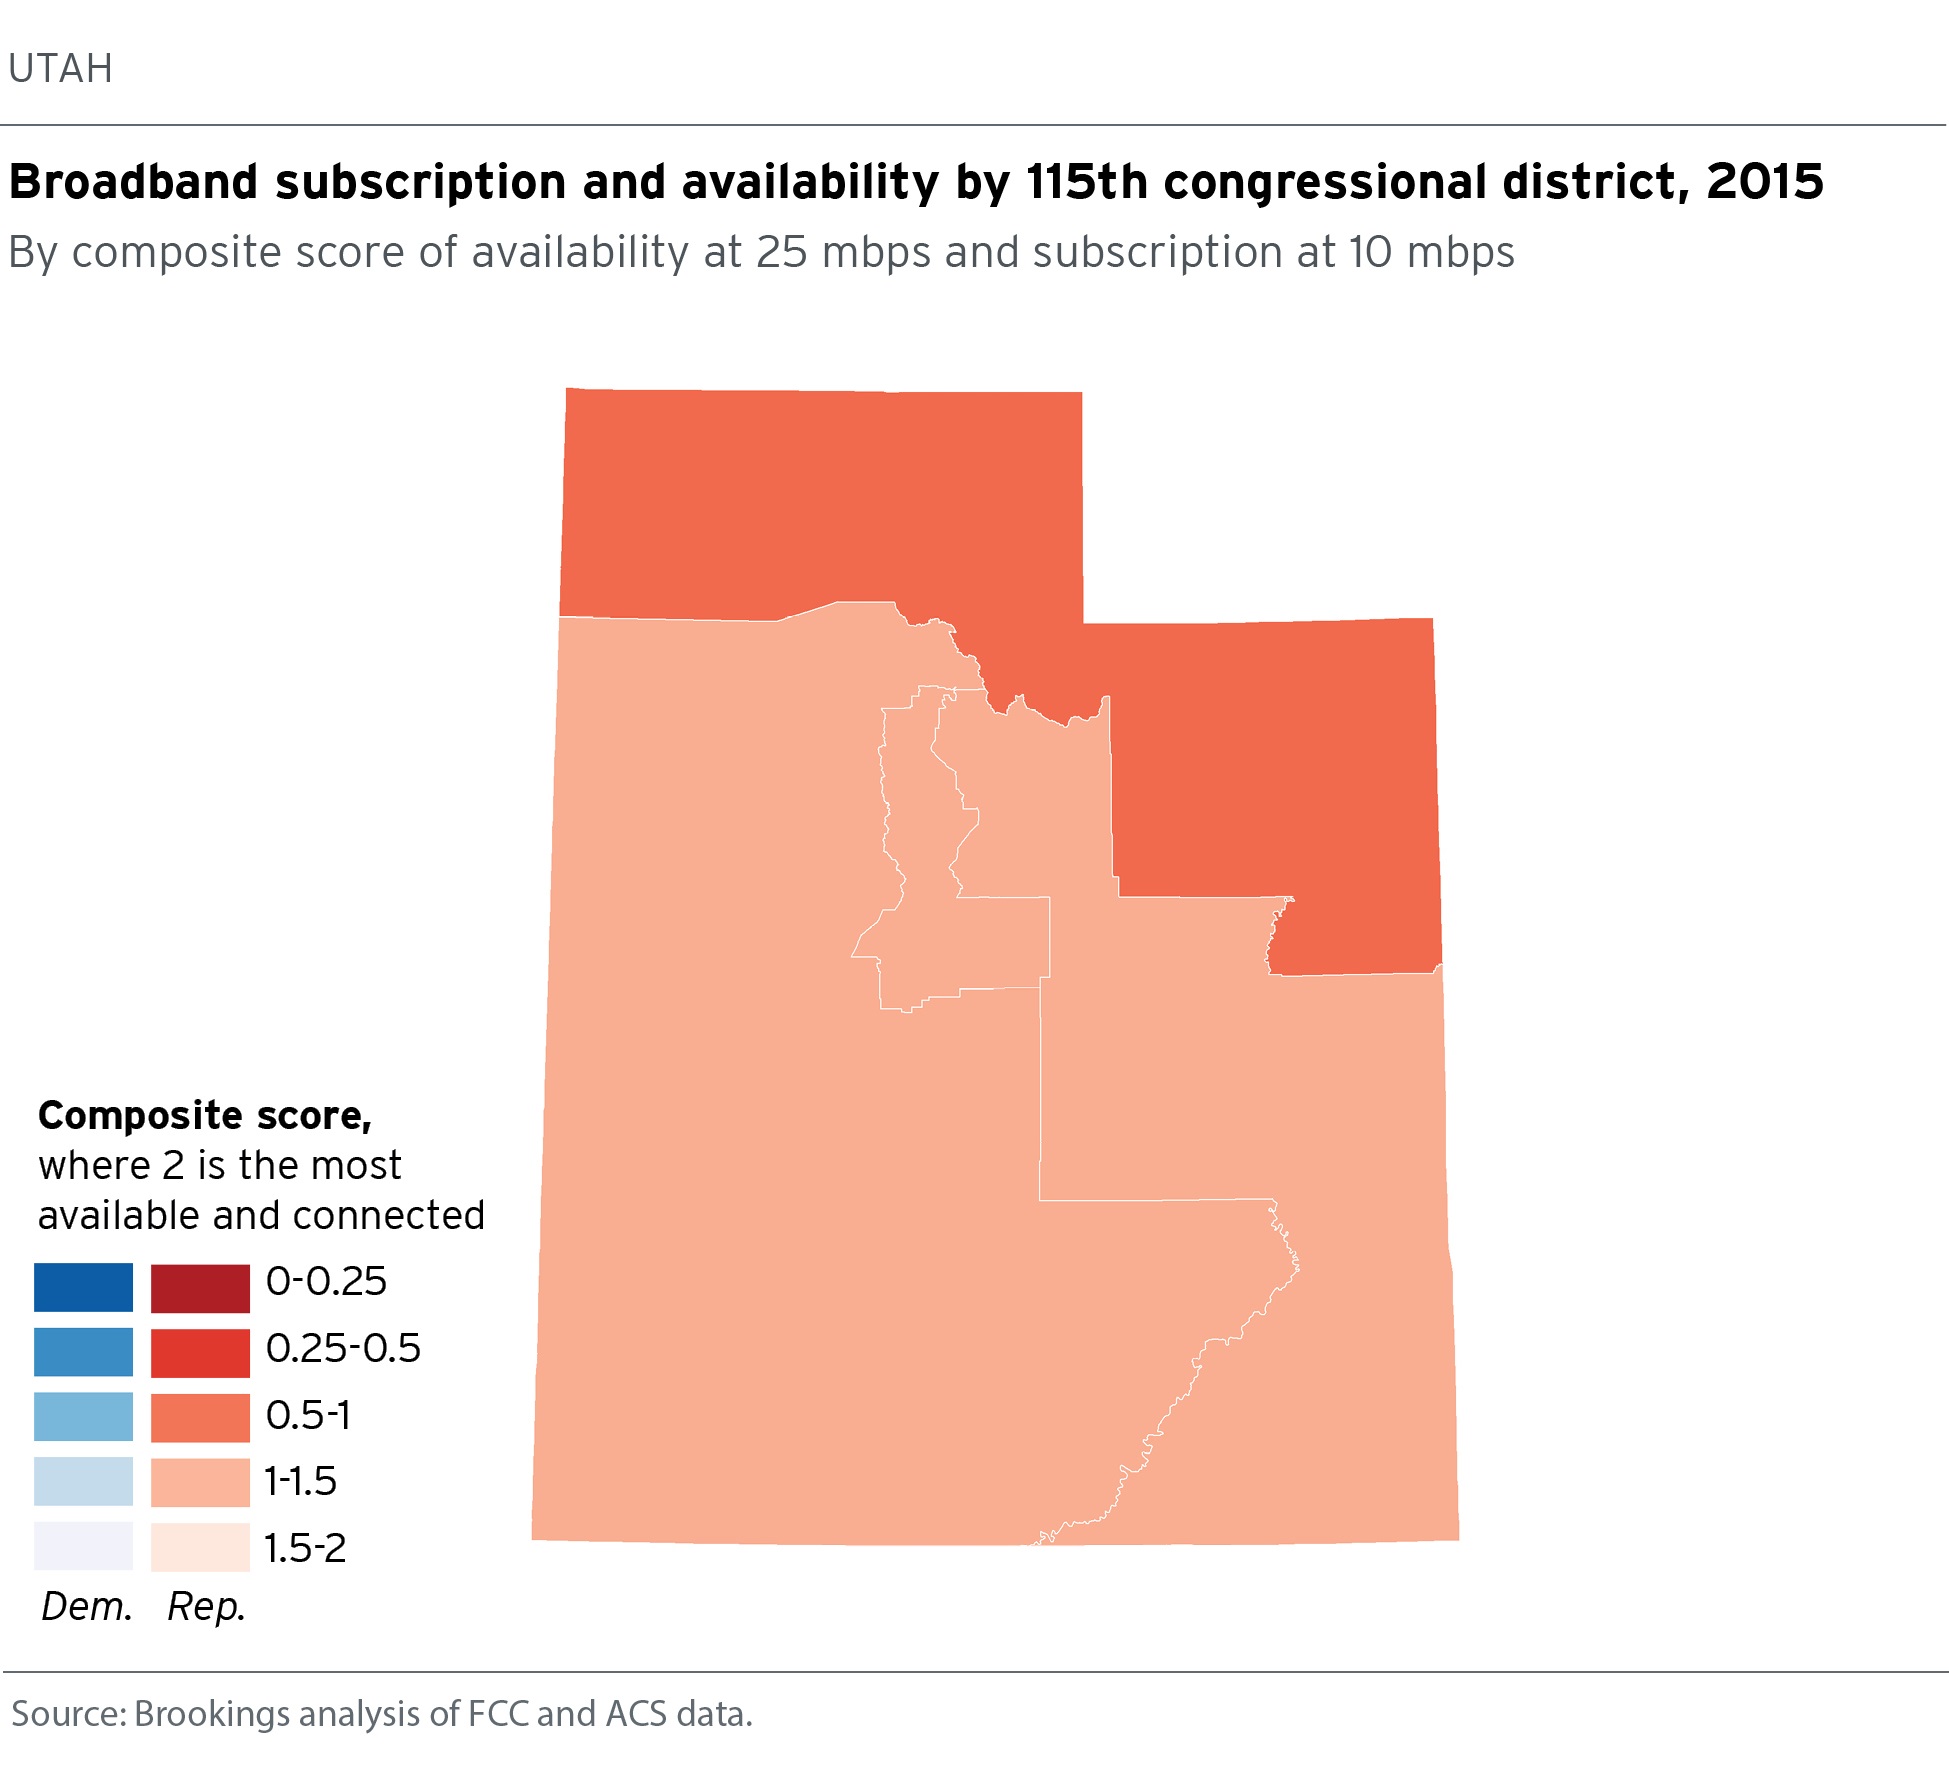 UTAH
Broadband subscription and availability by 115th congressional district, 2015
By composite score of availability at 25 mbps and subscription at 10 mbps
Composite score,
where 2 is the most
available and connected
0-0.25
0.25-0.5
0.5-1
1-1.5
1.5-2
Dem. Rep.
Source: Brookings analysis of FCC and ACS data.